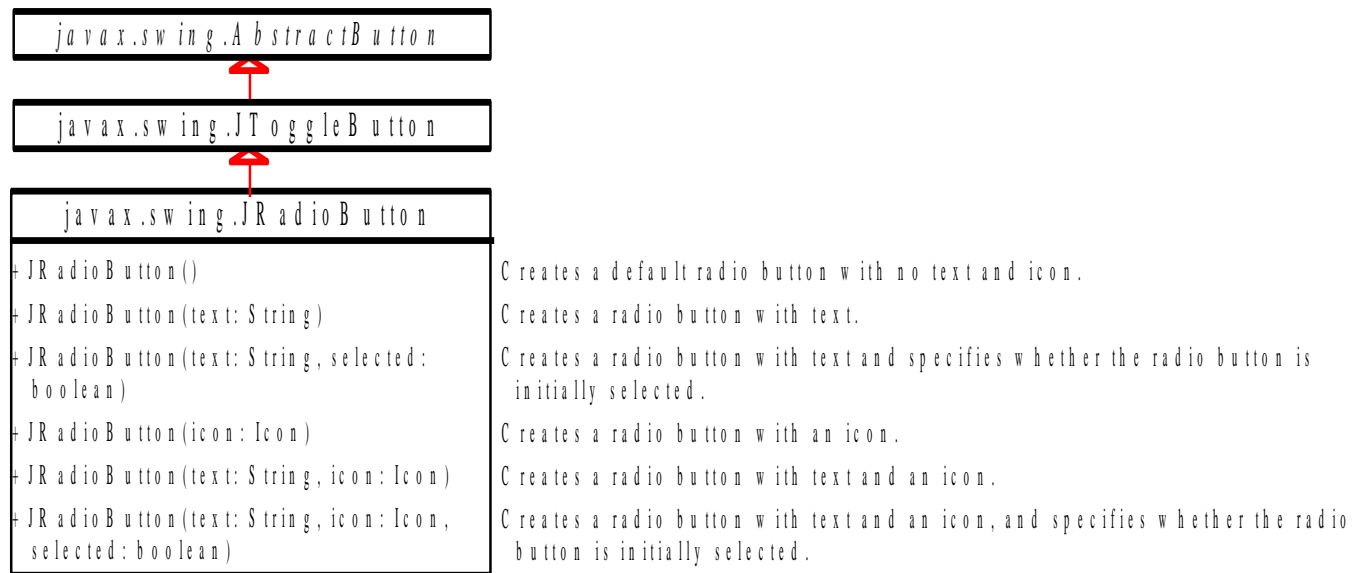 javax.swing.AbstractButton
javax.swing.JToggleButton
javax.swing.JRadioButton
+JRadioButton()
Creates a default radio button with no text and icon.
+JRadioButton(text: String)
Creates a radio button with text.
+JRadioButton(text: String, selected:
boolean)
Creates a radio button with text and specifies whether the radio button is
initially selected.
+JRadioButton(icon: Icon)
Creates a radio button with an icon.
+JRadioButton(text: String, icon: Icon)
Creates a radio button with text and an icon.
+JRadioButton(text: String, icon: Icon,
selected: boolean)
Creates a radio button with text and an icon, and specifies whether the radio
button is initially selected.